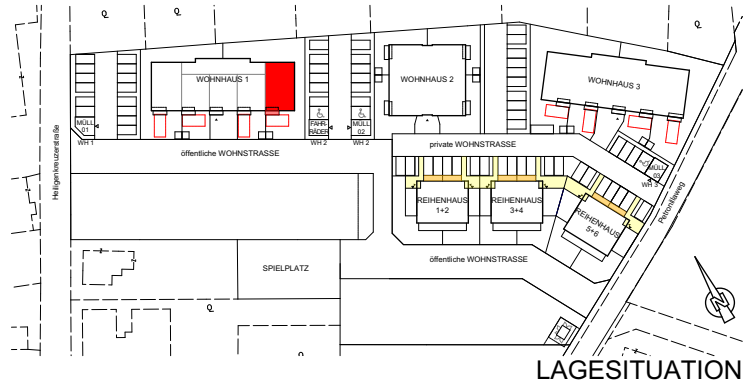 WOHNHAUS 1
WOHNHAUS 2
WOHNHAUS 3
MÜLL
01
WH 1
FAHR-
RÄDER
WH 2
MÜLL
02
WH 2
MÜLL
03
WH 3
Heiligenkreuzerstraße
öffentliche WOHNSTRASSE
private WOHNSTRASSE
Petronillaweg
REIHENHAUS
1+2
REIHENHAUS
3+4
REIHENHAUS
5+6
SPIELPLATZ
öffentliche WOHNSTRASSE
N
LAGESITUATION